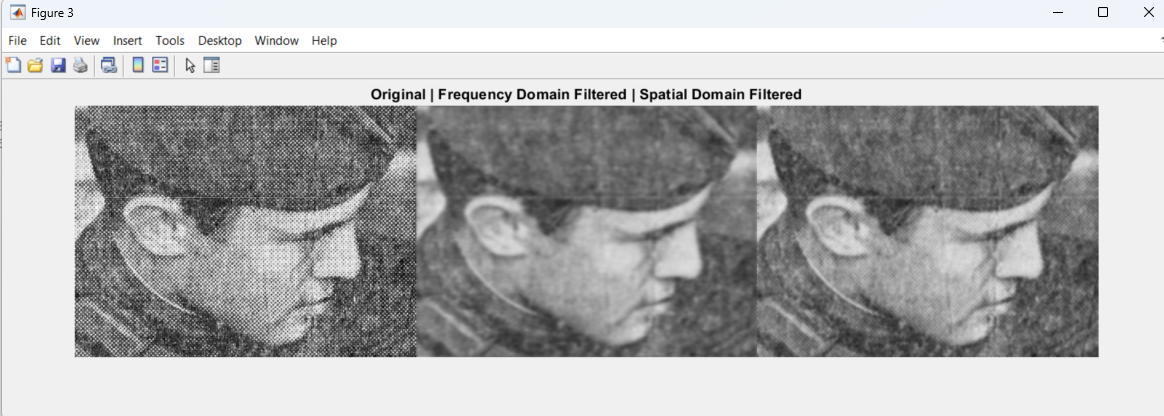 Figure 3
File Edit View Insert Tools Desktop Window Help
Original | Frequency Domain Filtered | Spatial Domain Filtered